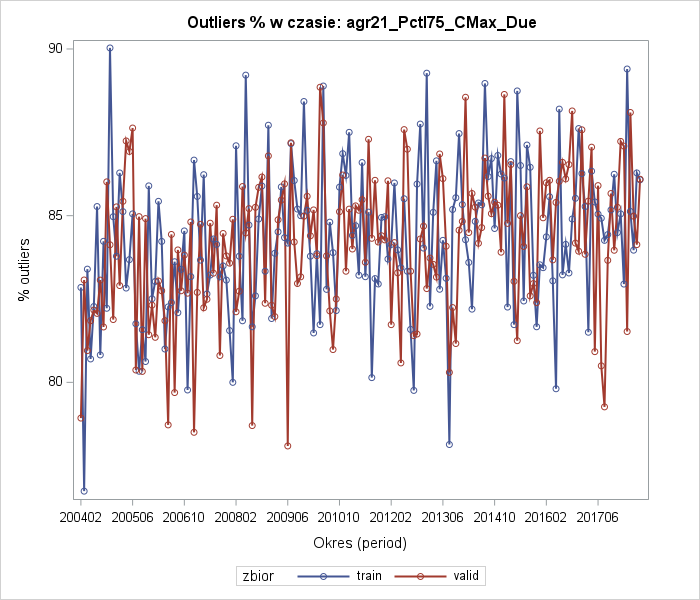 Outliers % w czasie: agr21_Pctl75_CMax_Due
90
85
80
% outliers
200402 200506 200610 200802 200906 201010 201202 201306 201410 201602 201706
Okres (period)
zbior train valid